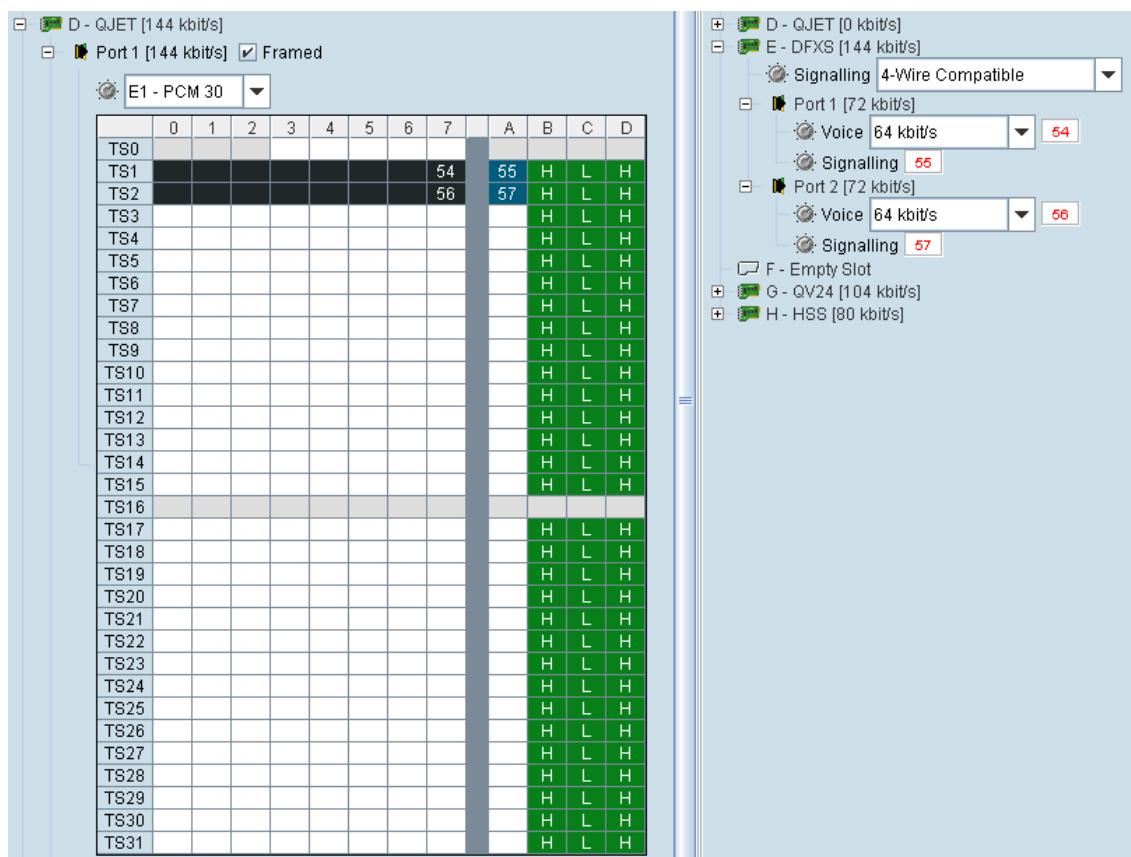 D - QJET [144 kbit/s]
Port 1 [144 kbit/s] Framed
E1 - PCM 30
0 1 2 3 4 5 6 7 A B C D
TS0
TS1 54 55 H L H
TS2 56 57 H L H
TS3 H L H
TS4 H L H
TS5 H L H
TS6 H L H
TS7 H L H
TS8 H L H
TS9 H L H
TS10 H L H
TS11 H L H
TS12 H L H
TS13 H L H
TS14 H L H
TS15 H L H
TS16
TS17 H L H
TS18 H L H
TS19 H L H
TS20 H L H
TS21 H L H
TS22 H L H
TS23 H L H
TS24 H L H
TS25 H L H
TS26 H L H
TS27 H L H
TS28 H L H
TS29 H L H
TS30 H L H
TS31 H L H
D - QJET [0 kbit/s]
E - DFXS [144 kbit/s]
Signalling 4-Wire Compatible
Port 1 [72 kbit/s]
Voice 64 kbit/s 54
Signalling 55
Port 2 [72 kbit/s]
Voice 64 kbit/s 56
Signalling 57
F - Empty Slot
G - QV24 [104 kbit/s]
H - HSS [80 kbit/s]